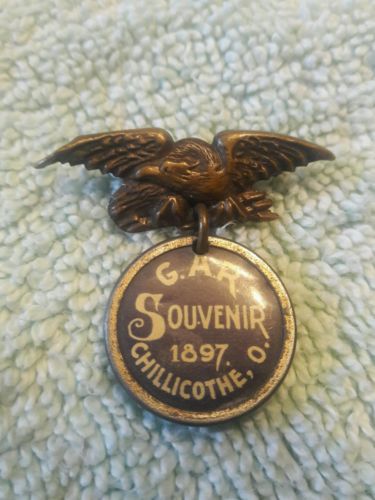 G.A.R.
SOUVENIR
1897.
CHILLICOTHE, O.